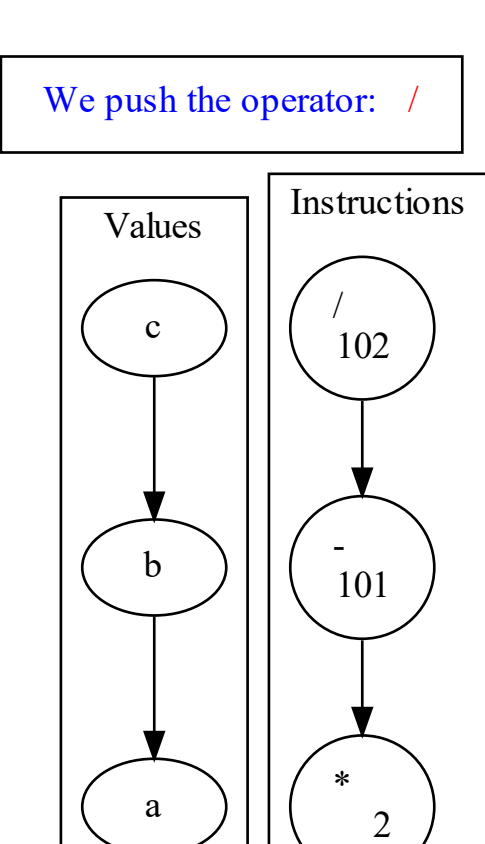 We push the operator: /
Values
Instructions
c
/
102
b
-
101
a
*
2